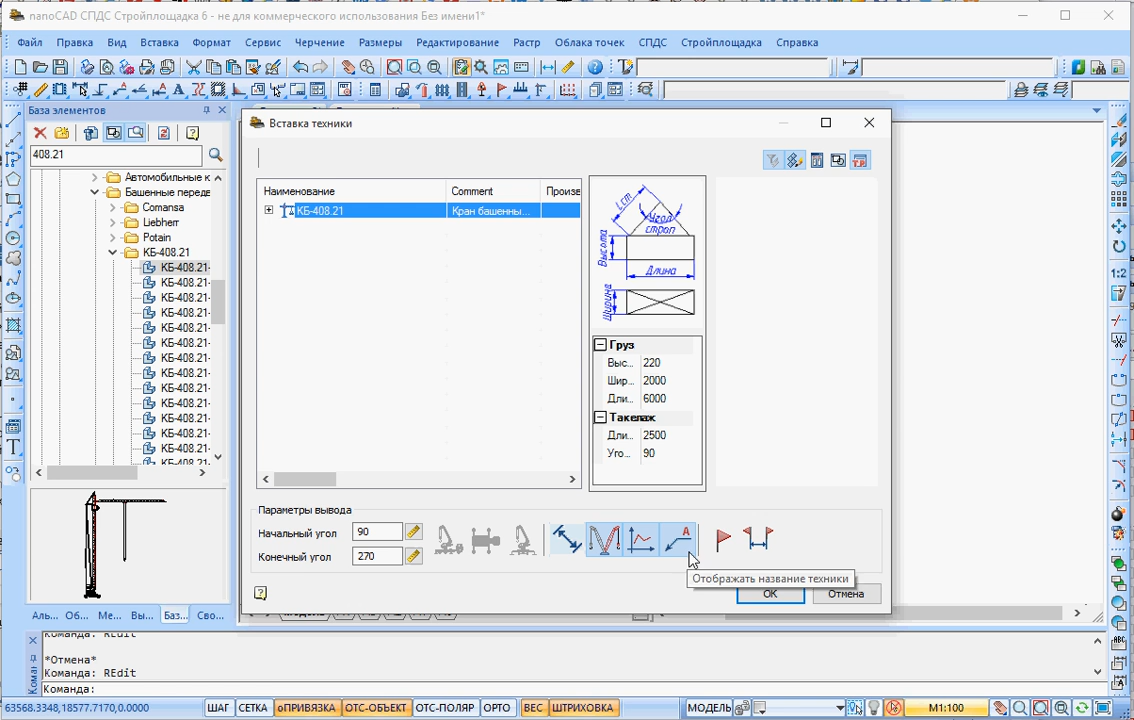 nanoCAD СПДС Стройплощадка 6 - не для коммерческого использования Без имени1*
Файл Правка Вид Вставка Формат Сервис Черчение Размеры Редактирование Растр Облака точек СПДС Стройплощадка Справка
База элементов
408.21
Автомобильные к
Башенные передв
Comansa
Liebherr
Potain
КБ-408.21
КБ-408.21-
КБ-408.21-
КБ-408.21-
КБ-408.21-
КБ-408.21-
КБ-408.21-
КБ-408.21-
КБ-408.21-
КБ-408.21-
КБ-408.21-
КБ-408.21-
КБ-408.21-
КБ-408.21-
КБ-408.21-
Аль... Об... Ме... Вы... Баз... Сво...
Вставка техники
Наименование Comment Произв
КБ-408.21 Кран башенны...
Lст
Угол
строп
Высота
Длина
Ширина
Груз
Выс... 220
Шир... 2000
Дли... 6000
Такелаж
Дли... 2500
Уго... 90
Параметры вывода
Начальный угол 90
Конечный угол 270
Отображать название техники
OK Отмена
1:2
Команда: REdit
*Отмена*
Команда: REdit
Команда:
63568.3348,18577.7170,0.0000 ШАГ СЕТКА оПРИВЯЗКА ОТС-ОБЪЕКТ ОТС-ПОЛЯР ОРТО ВЕС ШТРИХОВКА МОДЕЛЬ М1:100